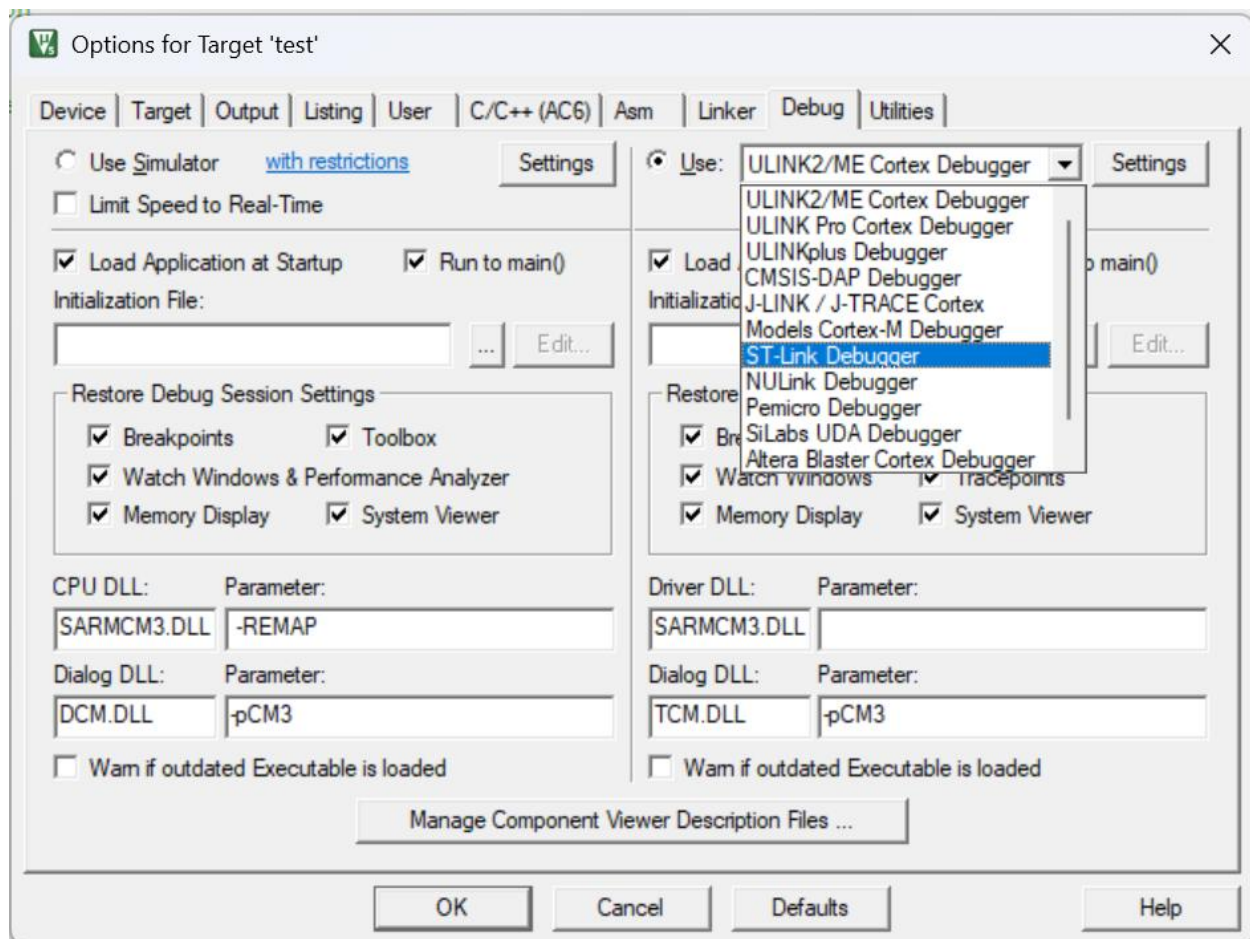 Options for Target 'test'
Device Target Output Listing User C/C++ (AC6) Asm Linker Debug Utilities
Use Simulator with restrictions Settings
Limit Speed to Real-Time
Load Application at Startup Run to main()
Initialization File:
... Edit...
Restore Debug Session Settings
Breakpoints Toolbox
Watch Windows & Performance Analyzer
Memory Display System Viewer
CPU DLL: Parameter:
SARMCM3.DLL -REMAP
Dialog DLL: Parameter:
DCM.DLL -pCM3
Warn if outdated Executable is loaded
Use: ULINK2/ME Cortex Debugger Settings
ULINK2/ME Cortex Debugger
ULINK Pro Cortex Debugger
ULINKplus Debugger
CMSIS-DAP Debugger
J-LINK / J-TRACE Cortex
Models Cortex-M Debugger
ST-Link Debugger
NULink Debugger
Pemicro Debugger
SiLabs UDA Debugger
Altera Blaster Cortex Debugger
Load main()
Edit...
Restore
Watch Windows Tracepoints
Memory Display System Viewer
Driver DLL: Parameter:
SARMCM3.DLL
Dialog DLL: Parameter:
TCM.DLL -pCM3
Warn if outdated Executable is loaded
Manage Component Viewer Description Files ...
OK Cancel Defaults Help